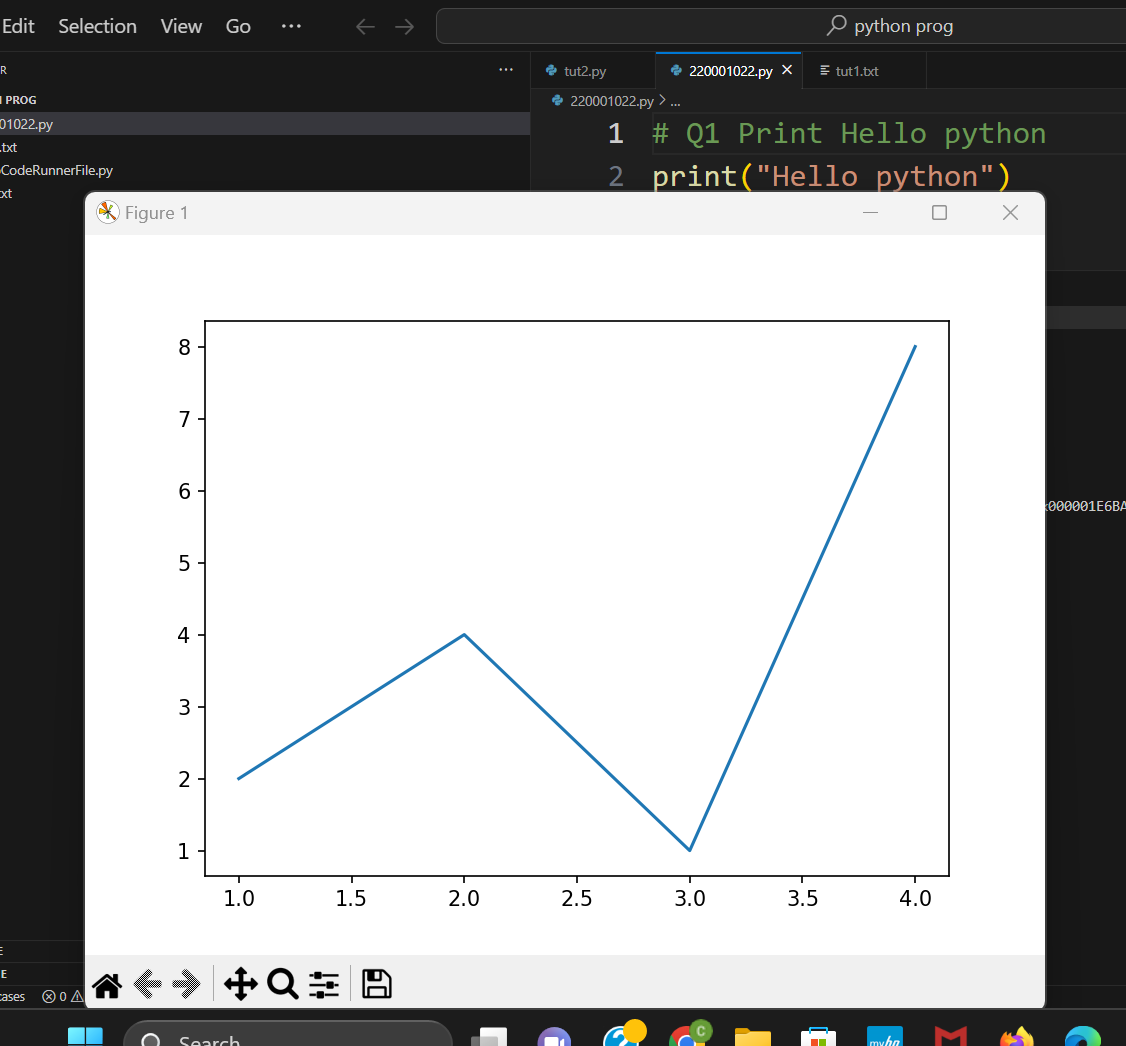 Edit Selection View Go ··· python prog
R ···
tut2.py 220001022.py tut1.txt
PROG
220001022.py > ...
01022.py
1 # Q1 Print Hello python
.txt
CodeRunnerFile.py
2 print("Hello python")
xt
Figure 1
8
7
6
5
4
3
2
1
1.0 1.5 2.0 2.5 3.0 3.5 4.0
000001E6BA
E
E
ases 0
Search
C
myhp